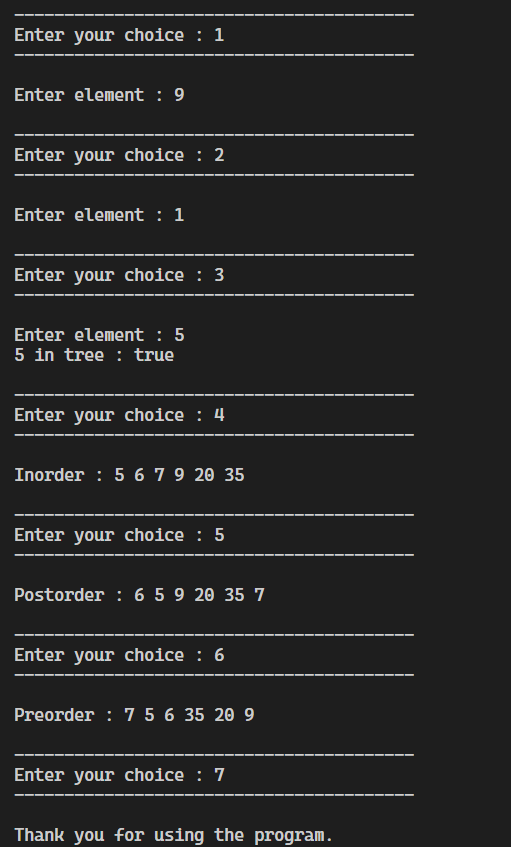 ----------------------------------------
Enter your choice : 1
----------------------------------------
Enter element : 9
----------------------------------------
Enter your choice : 2
----------------------------------------
Enter element : 1
----------------------------------------
Enter your choice : 3
----------------------------------------
Enter element : 5
5 in tree : true
----------------------------------------
Enter your choice : 4
----------------------------------------
Inorder : 5 6 7 9 20 35
----------------------------------------
Enter your choice : 5
----------------------------------------
Postorder : 6 5 9 20 35 7
----------------------------------------
Enter your choice : 6
----------------------------------------
Preorder : 7 5 6 35 20 9
----------------------------------------
Enter your choice : 7
----------------------------------------
Thank you for using the program.